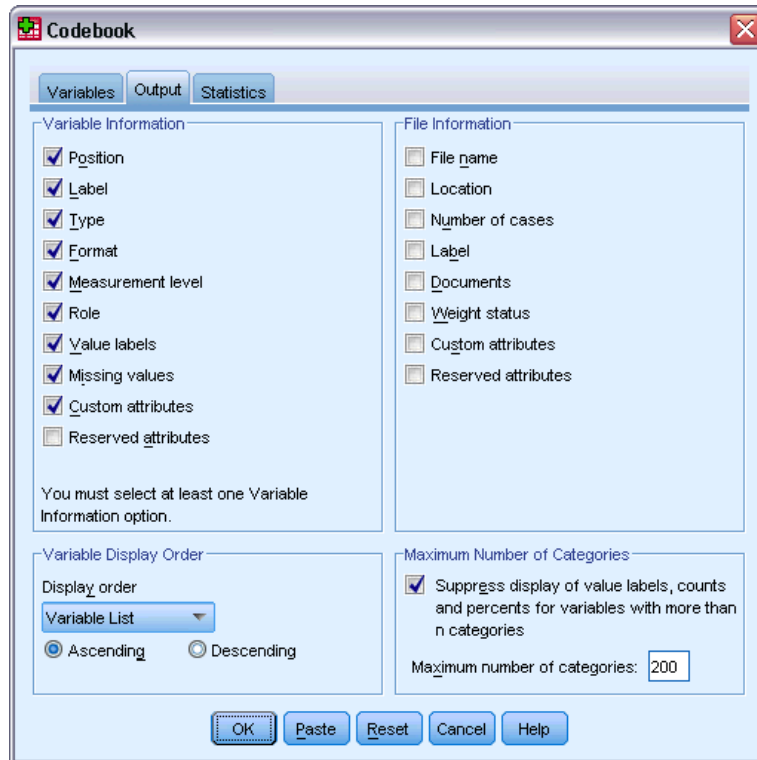 Codebook
Variables Output Statistics
Variable Information
Position
Label
Type
Format
Measurement level
Role
Value labels
Missing values
Custom attributes
Reserved attributes
You must select at least one Variable
Information option.
File Information
File name
Location
Number of cases
Label
Documents
Weight status
Custom attributes
Reserved attributes
Variable Display Order
Display order
Variable List
Ascending Descending
Maximum Number of Categories
Suppress display of value labels, counts
and percents for variables with more than
n categories
Maximum number of categories: 200
OK Paste Reset Cancel Help